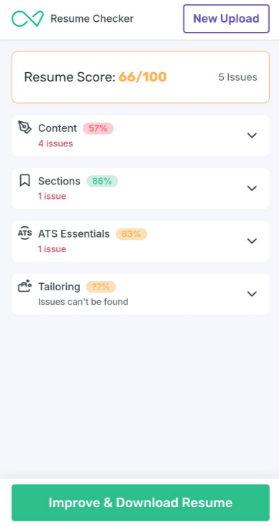 Resume Checker
New Upload
Resume Score: 66/100
5 Issues
Content 57%
4 issues
Sections 86%
1 issue
ATS
ATS Essentials 83%
1 issue
Tailoring ??%
Issues can't be found
Improve & Download Resume